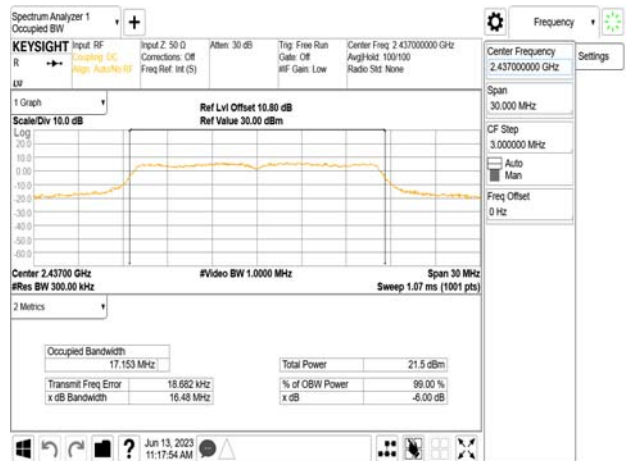 Spectrum Analyzer 1
Occupied BW
+
Frequency
KEYSIGHT Input: RF Input Z: 50 Ω Atten: 30 dB Trig: Free Run Center Freq: 2.437000000 GHz
R Coupling: DC Corrections: Off Gate: Off Avg|Hold: 100/100
Align: Auto/No RF Freq Ref: Int (S) #IF Gain: Low Radio Std: None
LXI
Center Frequency
2.437000000 GHz
Settings
Span
30.000 MHz
CF Step
3.000000 MHz
Auto
Man
Freq Offset
0 Hz
1 Graph
Ref Lvl Offset 10.80 dB
Scale/Div 10.0 dB Ref Value 30.00 dBm
Log
20.0
10.0
0.00
-10.0
-20.0
-30.0
-40.0
-50.0
-60.0
Center 2.43700 GHz #Video BW 1.0000 MHz Span 30 MHz
#Res BW 300.00 kHz Sweep 1.07 ms (1001 pts)
2 Metrics
Occupied Bandwidth
17.153 MHz Total Power 21.5 dBm
Transmit Freq Error 18.682 kHz % of OBW Power 99.00 %
x dB Bandwidth 16.48 MHz x dB -6.00 dB
? Jun 13, 2023
11:17:54 AM